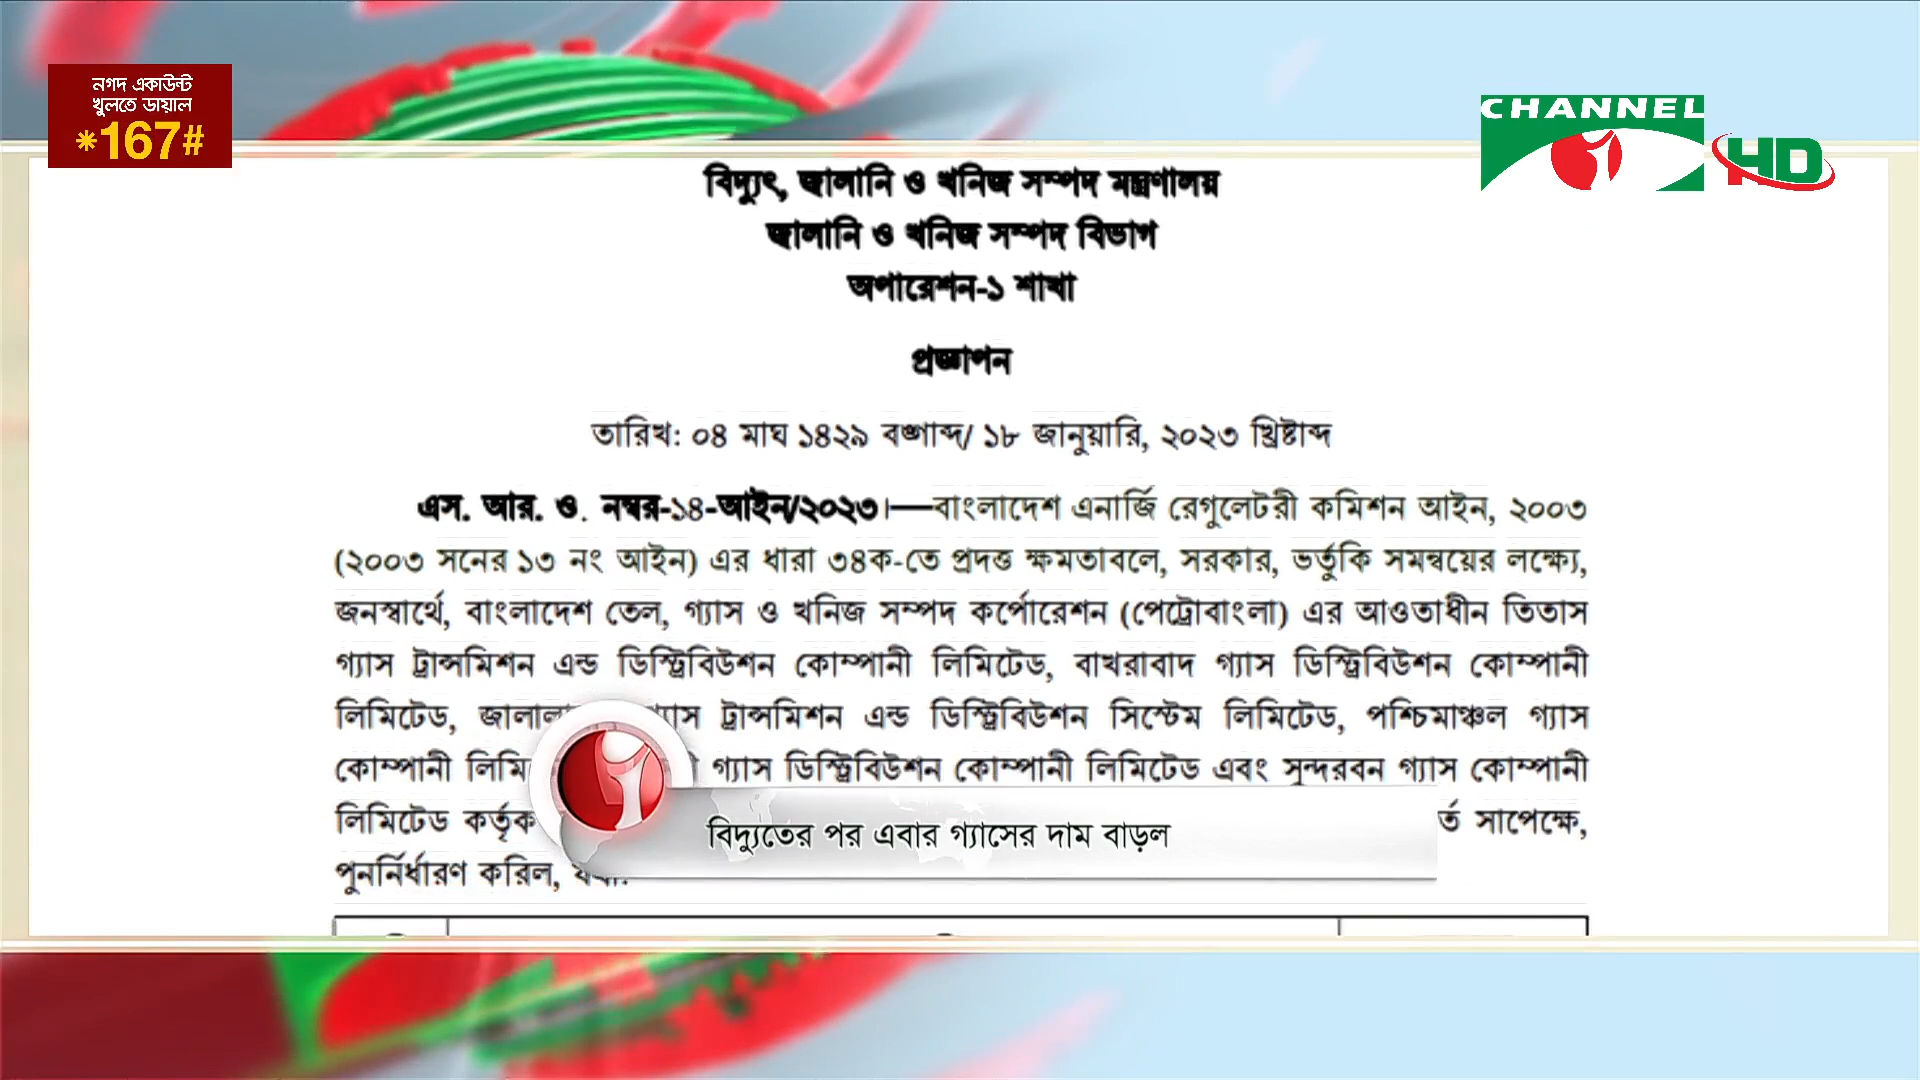 নগদ একাউন্ট
খুলতে ডায়াল
*167#
CHANNEL
HD
বিদ্যুৎ, জ্বালানি ও খনিজ সম্পদ মন্ত্রণালয়
জ্বালানি ও খনিজ সম্পদ বিভাগ
অপারেশন-১ শাখা
প্রজ্ঞাপন
তারিখ: ০৪ মাঘ ১৪২৯ বঙ্গাব্দ/ ১৮ জানুয়ারি, ২০২৩ খ্রিষ্টাব্দ
এস. আর. ও. নম্বর-১৪-আইন/২০২৩।—বাংলাদেশ এনার্জি রেগুলেটরী কমিশন আইন, ২০০৩
(২০০৩ সনের ১৩ নং আইন) এর ধারা ৩৪ক-তে প্রদত্ত ক্ষমতাবলে, সরকার, ভর্তুকি সমন্বয়ের লক্ষ্যে,
জনস্বার্থে, বাংলাদেশ তেল, গ্যাস ও খনিজ সম্পদ কর্পোরেশন (পেট্রোবাংলা) এর আওতাধীন তিতাস
গ্যাস ট্রান্সমিশন এন্ড ডিস্ট্রিবিউশন কোম্পানী লিমিটেড, বাখরাবাদ গ্যাস ডিস্ট্রিবিউশন কোম্পানী
লিমিটেড, গ্যাস ট্রান্সমিশন এন্ড ডিস্ট্রিবিউশন সিস্টেম লিমিটেড, পশ্চিমাঞ্চল গ্যাস
কোম্পানী গ্যাস ডিস্ট্রিবিউশন কোম্পানী লিমিটেড এবং সুন্দরবন গ্যাস কোম্পানী
লিমিটেড কর্তৃক সাপেক্ষে,
পুনর্নির্ধারণ করিল,
বিদ্যুতের পর এবার গ্যাসের দাম বাড়ল